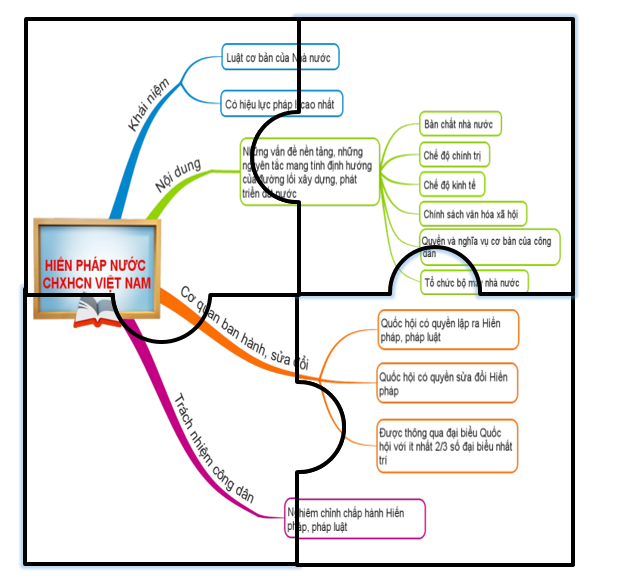 Khái niệm
Luật cơ bản của Nhà nước
Có hiệu lực pháp lí cao nhất
Nội dung
Những vấn đề nền tảng, những
nguyên tắc mang tính định hướng
của đường lối xây dựng, phát
triển đất nước
Bản chất nhà nước
Chế độ chính trị
Chế độ kinh tế
Chính sách văn hóa xã hội
Quyền và nghĩa vụ cơ bản của công
dân
Tổ chức bộ máy nhà nước
HIẾN PHÁP NƯỚC
CHXHCN VIỆT NAM
Cơ quan ban hành, sửa đổi
Quốc hội có quyền lập ra Hiến
pháp, pháp luật
Quốc hội có quyền sửa đổi Hiến
pháp
Được thông qua đại biểu Quốc
hội với ít nhất 2/3 số đại biểu nhất
trí
Trách nhiệm công dân
Nghiêm chỉnh chấp hành Hiến
pháp, pháp luật